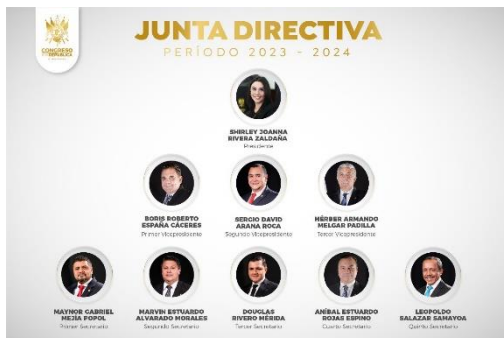 CONGRESO
JUNTA DIRECTIVA
PERÍODO 2023 - 2024
SHIRLEY JOANNA
RIVERA ZALDAÑA
Presidente
BORIS ROBERTO
ESPAÑA CÁCERES
Primer Vicepresidente
SERGIO DAVID
ARANA ROCA
Segundo Vicepresidente
HÉRBER ARMANDO
MELGAR PADILLA
Tercer Vicepresidente
MAYNOR GABRIEL
MEJÍA POPOL
Primer Secretario
MARVIN ESTUARDO
ALVARADO MORALES
Segundo Secretario
DOUGLAS
RIVERO MÉRIDA
Tercer Secretario
ANÍBAL ESTUARDO
ROJAS ESPINO
Cuarto Secretario
LEOPOLDO
SALAZAR SAMAYOA
Quinto Secretario